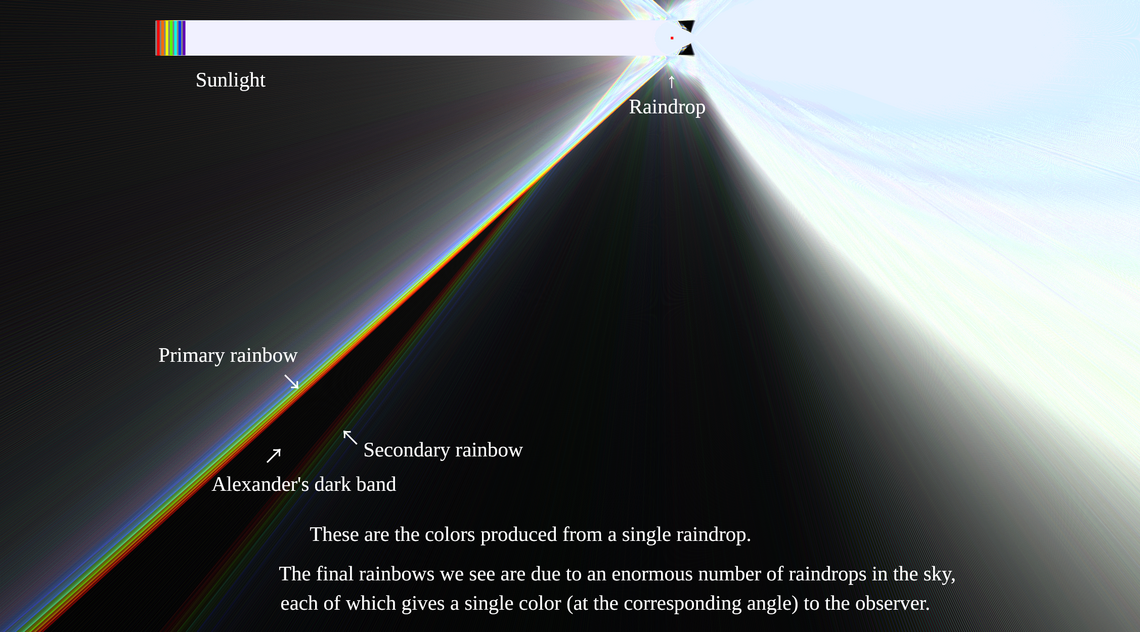 Sunlight
Raindrop
Primary rainbow
Secondary rainbow
Alexander's dark band
These are the colors produced from a single raindrop.
The final rainbows we see are due to an enormous number of raindrops in the sky,
each of which gives a single color (at the corresponding angle) to the observer.